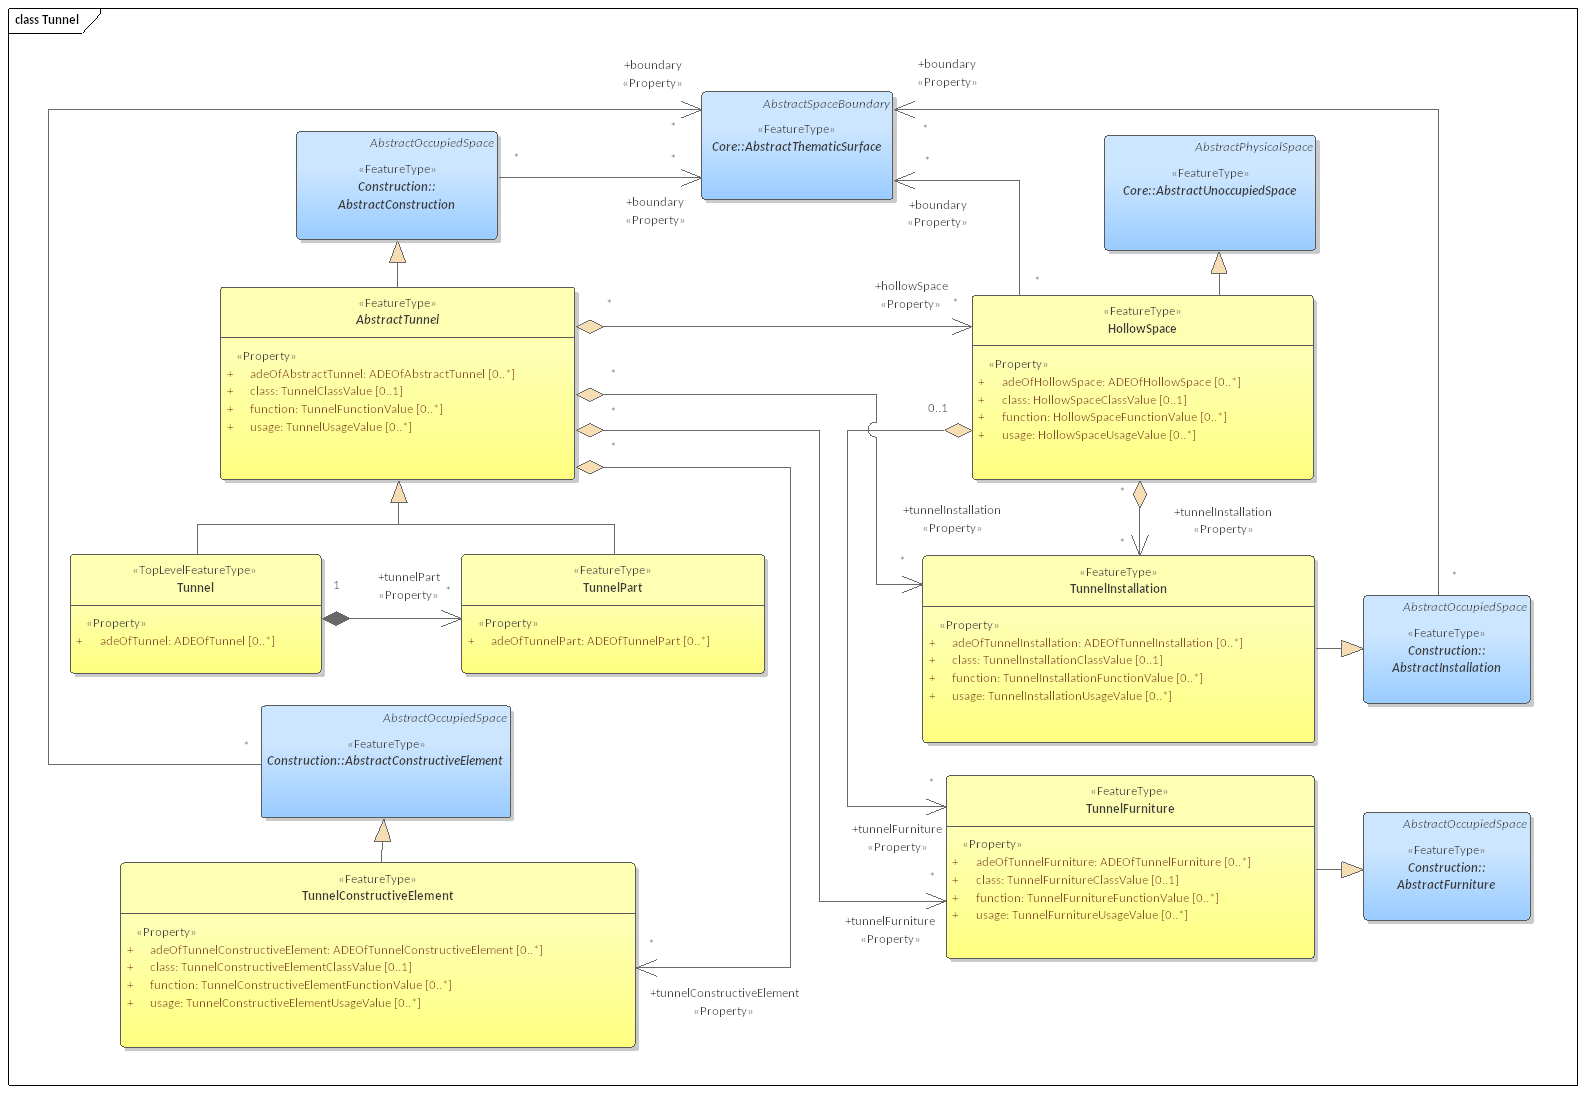 class Tunnel
+boundary
«Property»
*
+boundary
«Property»
*
AbstractSpaceBoundary
«FeatureType»
Core::AbstractThematicSurface
AbstractOccupiedSpace
«FeatureType»
Construction::
AbstractConstruction
*
*
+boundary
«Property»
*
+boundary
«Property»
*
AbstractPhysicalSpace
«FeatureType»
Core::AbstractUnoccupiedSpace
«FeatureType»
AbstractTunnel
«Property»
+ adeOfAbstractTunnel: ADEOfAbstractTunnel [0..*]
+ class: TunnelClassValue [0..1]
+ function: TunnelFunctionValue [0..*]
+ usage: TunnelUsageValue [0..*]
*
+hollowSpace
«Property»
*
*
*
*
«FeatureType»
HollowSpace
«Property»
+ adeOfHollowSpace: ADEOfHollowSpace [0..*]
+ class: HollowSpaceClassValue [0..1]
+ function: HollowSpaceFunctionValue [0..*]
+ usage: HollowSpaceUsageValue [0..*]
0..1
*
+tunnelInstallation
«Property»
*
+tunnelInstallation
«Property»
*
«TopLevelFeatureType»
Tunnel
«Property»
+ adeOfTunnel: ADEOfTunnel [0..*]
1
+tunnelPart
«Property»
*
«FeatureType»
TunnelPart
«Property»
+ adeOfTunnelPart: ADEOfTunnelPart [0..*]
«FeatureType»
TunnelInstallation
«Property»
+ adeOfTunnelInstallation: ADEOfTunnelInstallation [0..*]
+ class: TunnelInstallationClassValue [0..1]
+ function: TunnelInstallationFunctionValue [0..*]
+ usage: TunnelInstallationUsageValue [0..*]
*
AbstractOccupiedSpace
«FeatureType»
Construction::
AbstractInstallation
*
AbstractOccupiedSpace
«FeatureType»
Construction::AbstractConstructiveElement
*
+tunnelFurniture
«Property»
*
+tunnelFurniture
«Property»
«FeatureType»
TunnelFurniture
«Property»
+ adeOfTunnelFurniture: ADEOfTunnelFurniture [0..*]
+ class: TunnelFurnitureClassValue [0..1]
+ function: TunnelFurnitureFunctionValue [0..*]
+ usage: TunnelFurnitureUsageValue [0..*]
AbstractOccupiedSpace
«FeatureType»
Construction::
AbstractFurniture
«FeatureType»
TunnelConstructiveElement
«Property»
+ adeOfTunnelConstructiveElement: ADEOfTunnelConstructiveElement [0..*]
+ class: TunnelConstructiveElementClassValue [0..1]
+ function: TunnelConstructiveElementFunctionValue [0..*]
+ usage: TunnelConstructiveElementUsageValue [0..*]
*
+tunnelConstructiveElement
«Property»